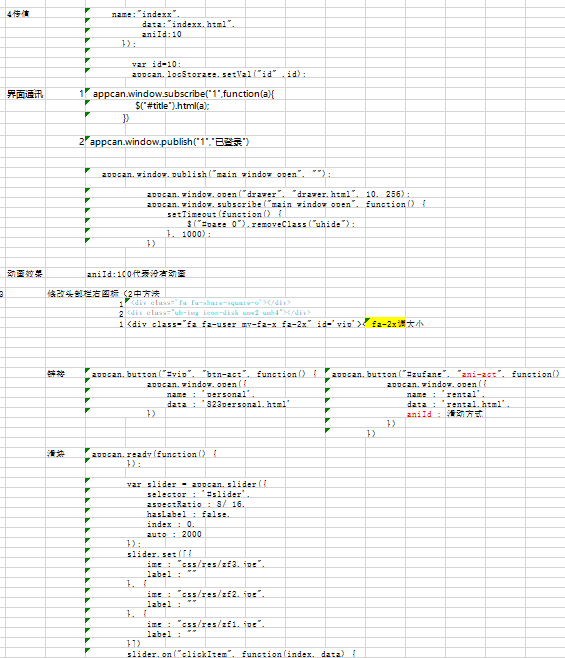 4传值 name:"indexx",
data:"indexx.html",
aniId:10
});
var id=10;
appcan.locStorage.setVal("id" ,id);
界面通讯 1 appcan.window.subscribe("1",function(a){
$("#title").html(a);
})
2 appcan.window.publish("1","已登录")
appcan.window.publish("main_window_open", "");
appcan.window.open("drawer", "drawer.html", 10, 256);
appcan.window.subscribe("main_window_open", function() {
setTimeout(function() {
$("#page_0").removeClass("uhide");
}, 1000);
})
动画效果 aniId:100代表没有动画
3 修改头部栏右图标 (2中方法
1 <div class="fa fa-share-square-o"></div>
2 <div class="ub-img icon-disk umw2 umh4"></div>
1 <div class="fa fa-user my-fa-x fa-2x" id='vip'>< fa-2x调大小
链接 appcan.button("#vip", "btn-act", function() { appcan.button("#zufang", "ani-act", function()
appcan.window.open({ appcan.window.open({
name : 'personal', name : 'rental',
data : 'S23personal.html' data : 'rental.html',
}) aniId : 滑动方式
})
})
滑块 appcan.ready(function() {
});
var slider = appcan.slider({
selector : "#slider",
aspectRatio : 8/ 16,
hasLabel : false,
index : 0,
auto : 2000
});
slider.set([{
img : "css/res/zf3.jpg",
label : ""
}, {
img : "css/res/zf2.jpg",
label : ""
}, {
img : "css/res/zf1.jpg",
label : ""
}])
slider.on("clickItem", function(index, data) {